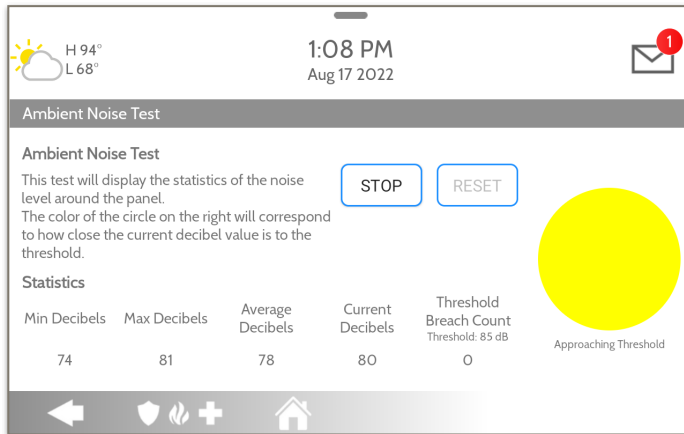 H 94°
L 68°
1:08 PM
Aug 17 2022
1
Ambient Noise Test
Ambient Noise Test
This test will display the statistics of the noise
level around the panel.
The color of the circle on the right will correspond
to how close the current decibel value is to the
threshold.
STOP
RESET
Approaching Threshold
Statistics
Min Decibels
Max Decibels
Average
Decibels
Current
Decibels
Threshold
Breach Count
Threshold: 85 dB
74
81
78
80
0